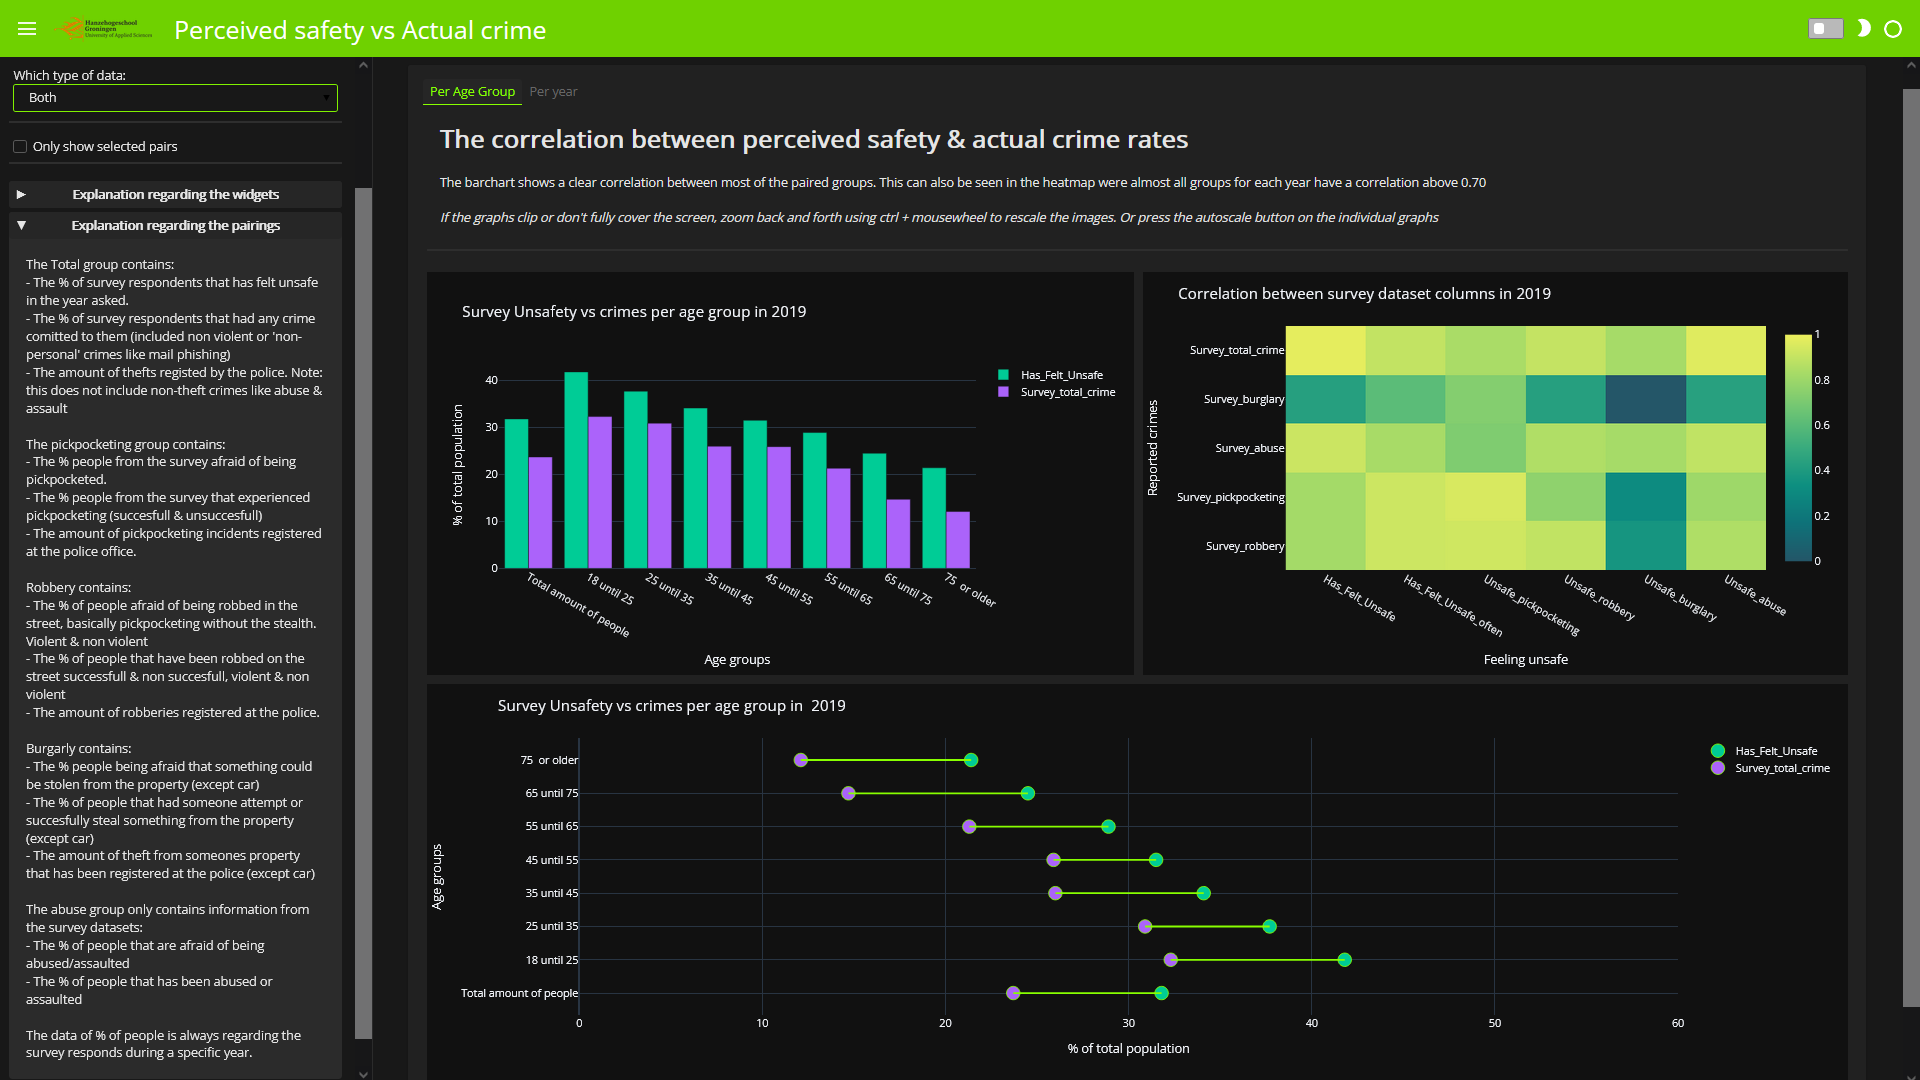 Hanzehogeschool
Groningen
University of Applied Sciences
Perceived safety vs Actual crime
Which type of data:
Both
Only show selected pairs
Explanation regarding the widgets
Explanation regarding the pairings
The Total group contains:
- The % of survey respondents that has felt unsafe
in the year asked.
- The % of survey respondents that had any crime
comitted to them (included non violent or 'non-
personal' crimes like mail phishing)
- The amount of thefts registed by the police. Note:
this does not include non-theft crimes like abuse &
assault
The pickpocketing group contains:
- The % people from the survey afraid of being
pickpocketed.
- The % people from the survey that experienced
pickpocketing (succesfull & unsuccesfull)
- The amount of pickpocketing incidents registered
at the police office.
Robbery contains:
- The % of people afraid of being robbed in the
street, basically pickpocketing without the stealth.
Violent & non violent
- The % of people that have been robbed on the
street successfull & non succesfull, violent & non
violent
- The amount of robberies registered at the police.
Burgarly contains:
- The % people being afraid that something could
be stolen from the property (except car)
- The % of people that had someone attempt or
succesfully steal something from the property
(except car)
- The amount of theft from someones property
that has been registered at the police (except car)
The abuse group only contains information from
the survey datasets:
- The % of people that are afraid of being
abused/assaulted
- The % of people that has been abused or
assaulted
The data of % of people is always regarding the
survey responds during a specific year.
Per Age Group
Per year
The correlation between perceived safety & actual crime rates
The barchart shows a clear correlation between most of the paired groups. This can also be seen in the heatmap were almost all groups for each year have a correlation above 0.70
If the graphs clip or don't fully cover the screen, zoom back and forth using ctrl + mousewheel to rescale the images. Or press the autoscale button on the individual graphs
Survey Unsafety vs crimes per age group in 2019
% of total population
40
30
20
10
0
Total amount of people
18 until 25
25 until 35
35 until 45
45 until 55
55 until 65
65 until 75
75 or older
Age groups
Has_Felt_Unsafe
Survey_total_crime
Correlation between survey dataset columns in 2019
Reported crimes
Survey_total_crime
Survey_burglary
Survey_abuse
Survey_pickpocketing
Survey_robbery
Has_Felt_Unsafe
Has_Felt_Unsafe_often
Unsafe_pickpocketing
Unsafe_robbery
Unsafe_burglary
Unsafe_abuse
Feeling unsafe
1
0.8
0.6
0.4
0.2
0
Survey Unsafety vs crimes per age group in 2019
Age groups
75 or older
65 until 75
55 until 65
45 until 55
35 until 45
25 until 35
18 until 25
Total amount of people
0
10
20
30
40
50
60
% of total population
Has_Felt_Unsafe
Survey_total_crime